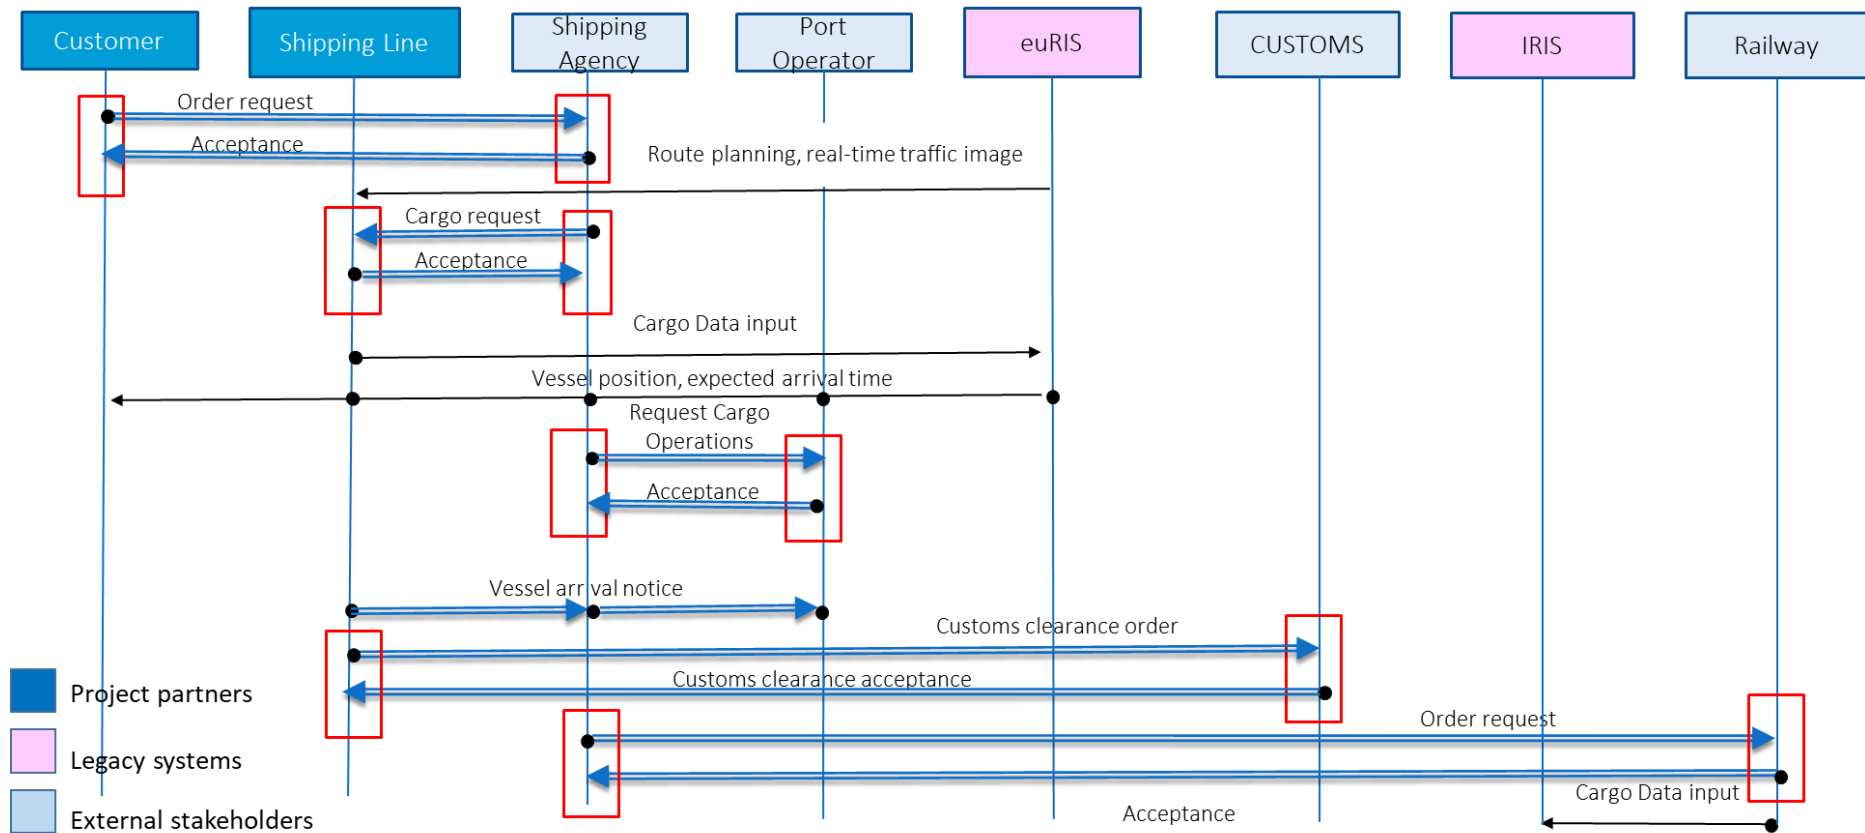 Customer
Shipping Line
Shipping
Agency
Port
Operator
euRIS
CUSTOMS
IRIS
Railway
Order request
Acceptance
Route planning, real-time traffic image
Cargo request
Acceptance
Cargo Data input
Vessel position, expected arrival time
Request Cargo
Operations
Acceptance
Vessel arrival notice
Customs clearance order
Customs clearance acceptance
Order request
Cargo Data input
Acceptance
Project partners
Legacy systems
External stakeholders